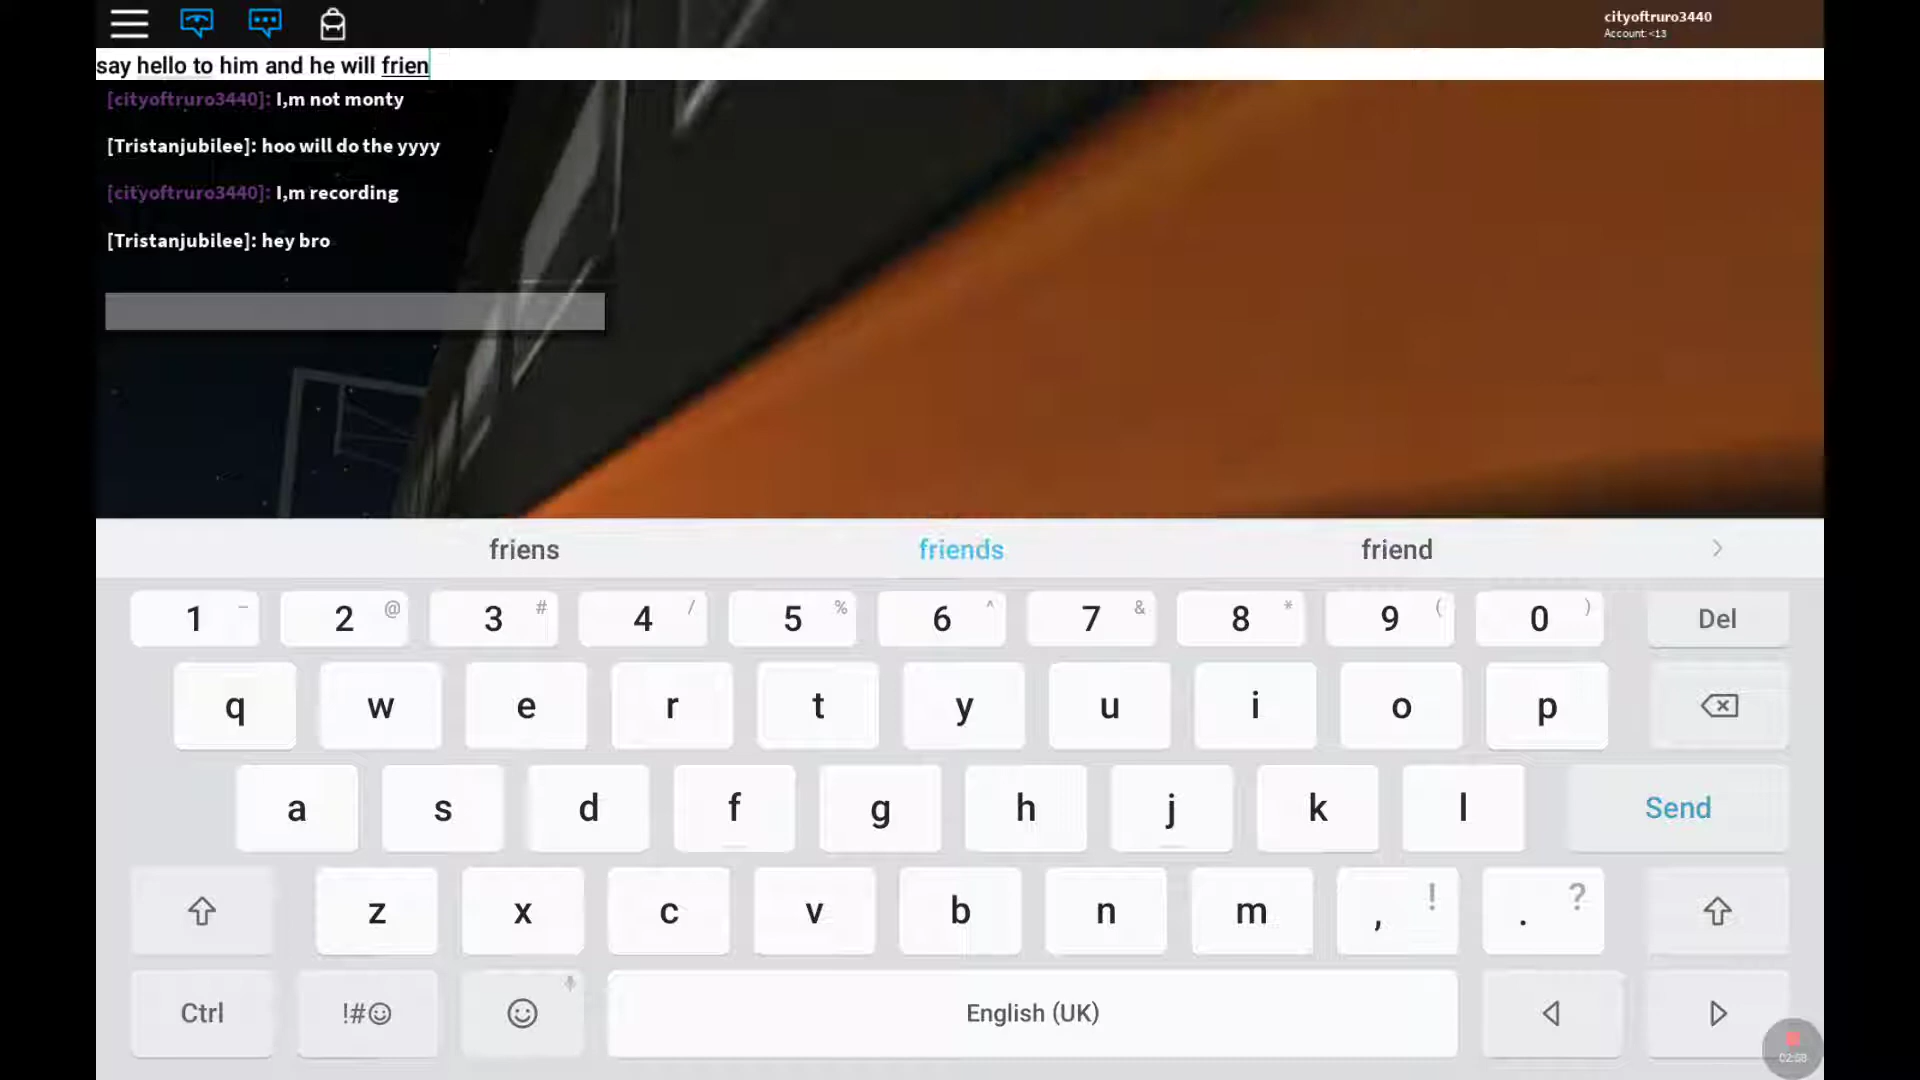 cityoftruro3440
Account: <13
say hello to him and he will frien
[cityoftruro3440]: I,m not monty
[Tristanjubilee]: hoo will do the yyyy
[cityoftruro3440]: I,m recording
[Tristanjubilee]: hey bro
friens friends friend
1 - 2 @ 3 # 4 / 5 % 6 ^ 7 & 8 * 9 ( 0 ) Del
q w e r t y u i o p
a s d f g h j k l Send
z x c v b n m , ! . ?
Ctrl !#☺ English (UK)
02:58